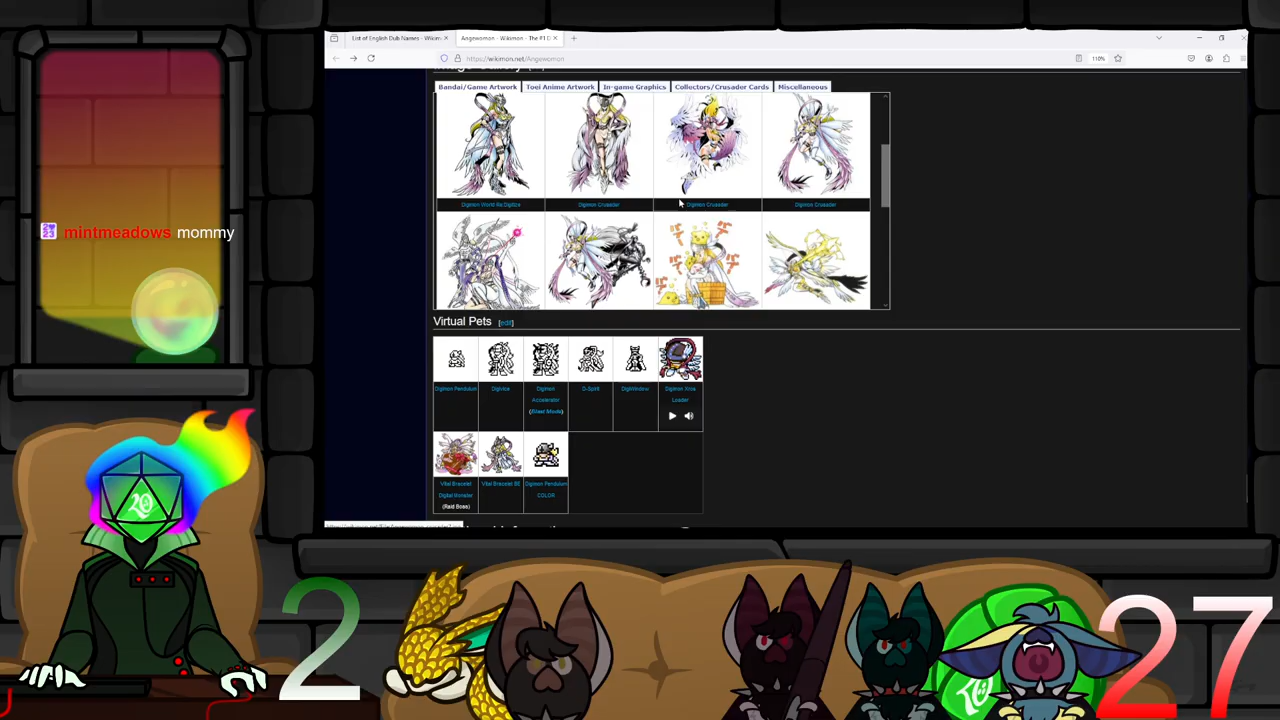 List of English Dub Names - Wikim
Angewomon - Wikimon - The #1 D
https://wikimon.net/Angewomon
110%
Bandai/Game Artwork
Toei Anime Artwork
In-game Graphics
Collectors/Crusader Cards
Miscellaneous
Digimon World Re:Digitize
Digimon Crusader
Digimon Crusader
Digimon Crusader
mintmeadows mommy
Virtual Pets [edit]
Digimon Pendulum
Digivice
Digimon
Accelerator
(Blast Mode)
D-Spirit
DigiWindow
Digimon Xros
Loader
Vital Bracelet
Digital Monster
(Raid Boss)
Vital Bracelet BE
Digimon Pendulum
COLOR
20
2
27